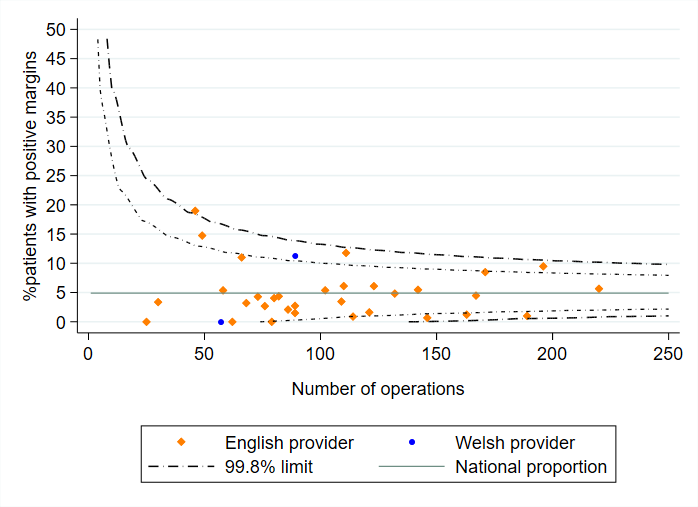 %patients with positive margins
50
45
40
35
30
25
20
15
10
5
0
0 50 100 150 200 250
Number of operations
English provider Welsh provider
99.8% limit National proportion